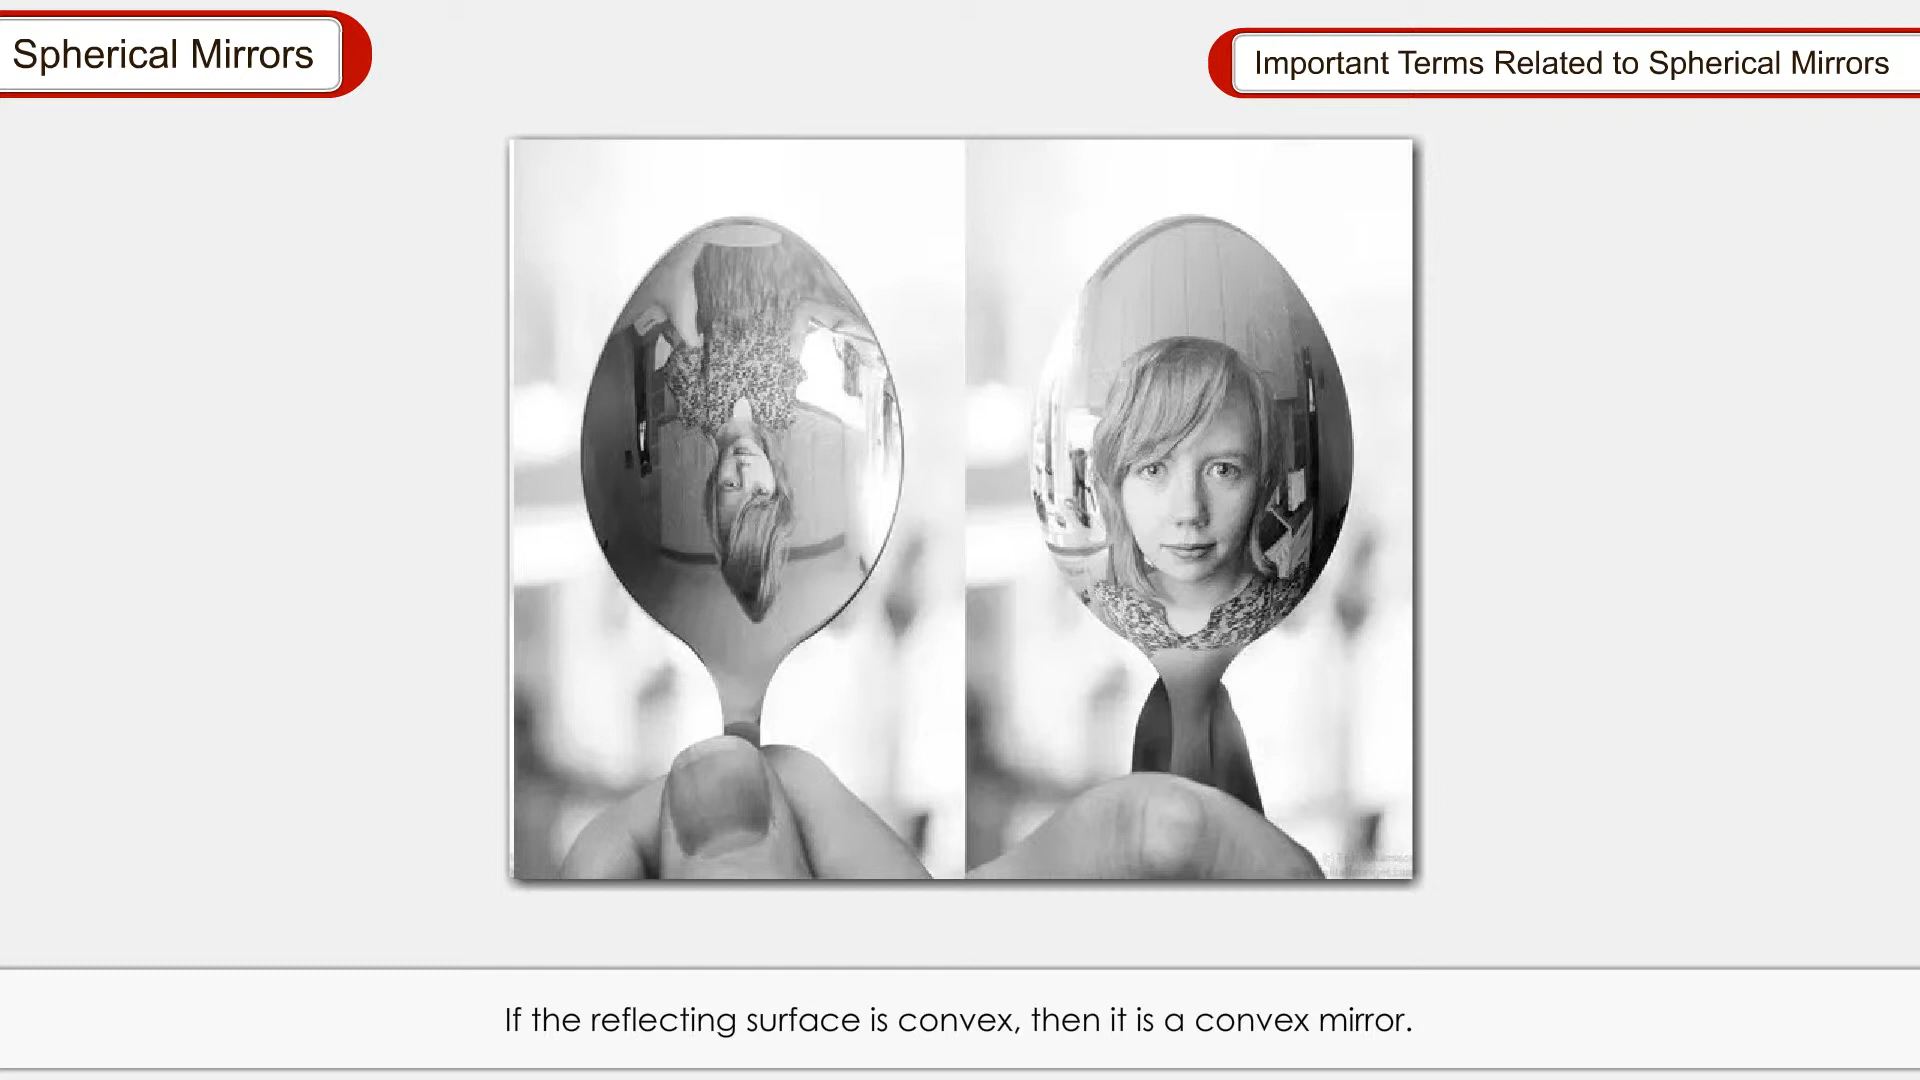 Spherical Mirrors
Important Terms Related to Spherical Mirrors
If the reflecting surface is convex, then it is a convex mirror.